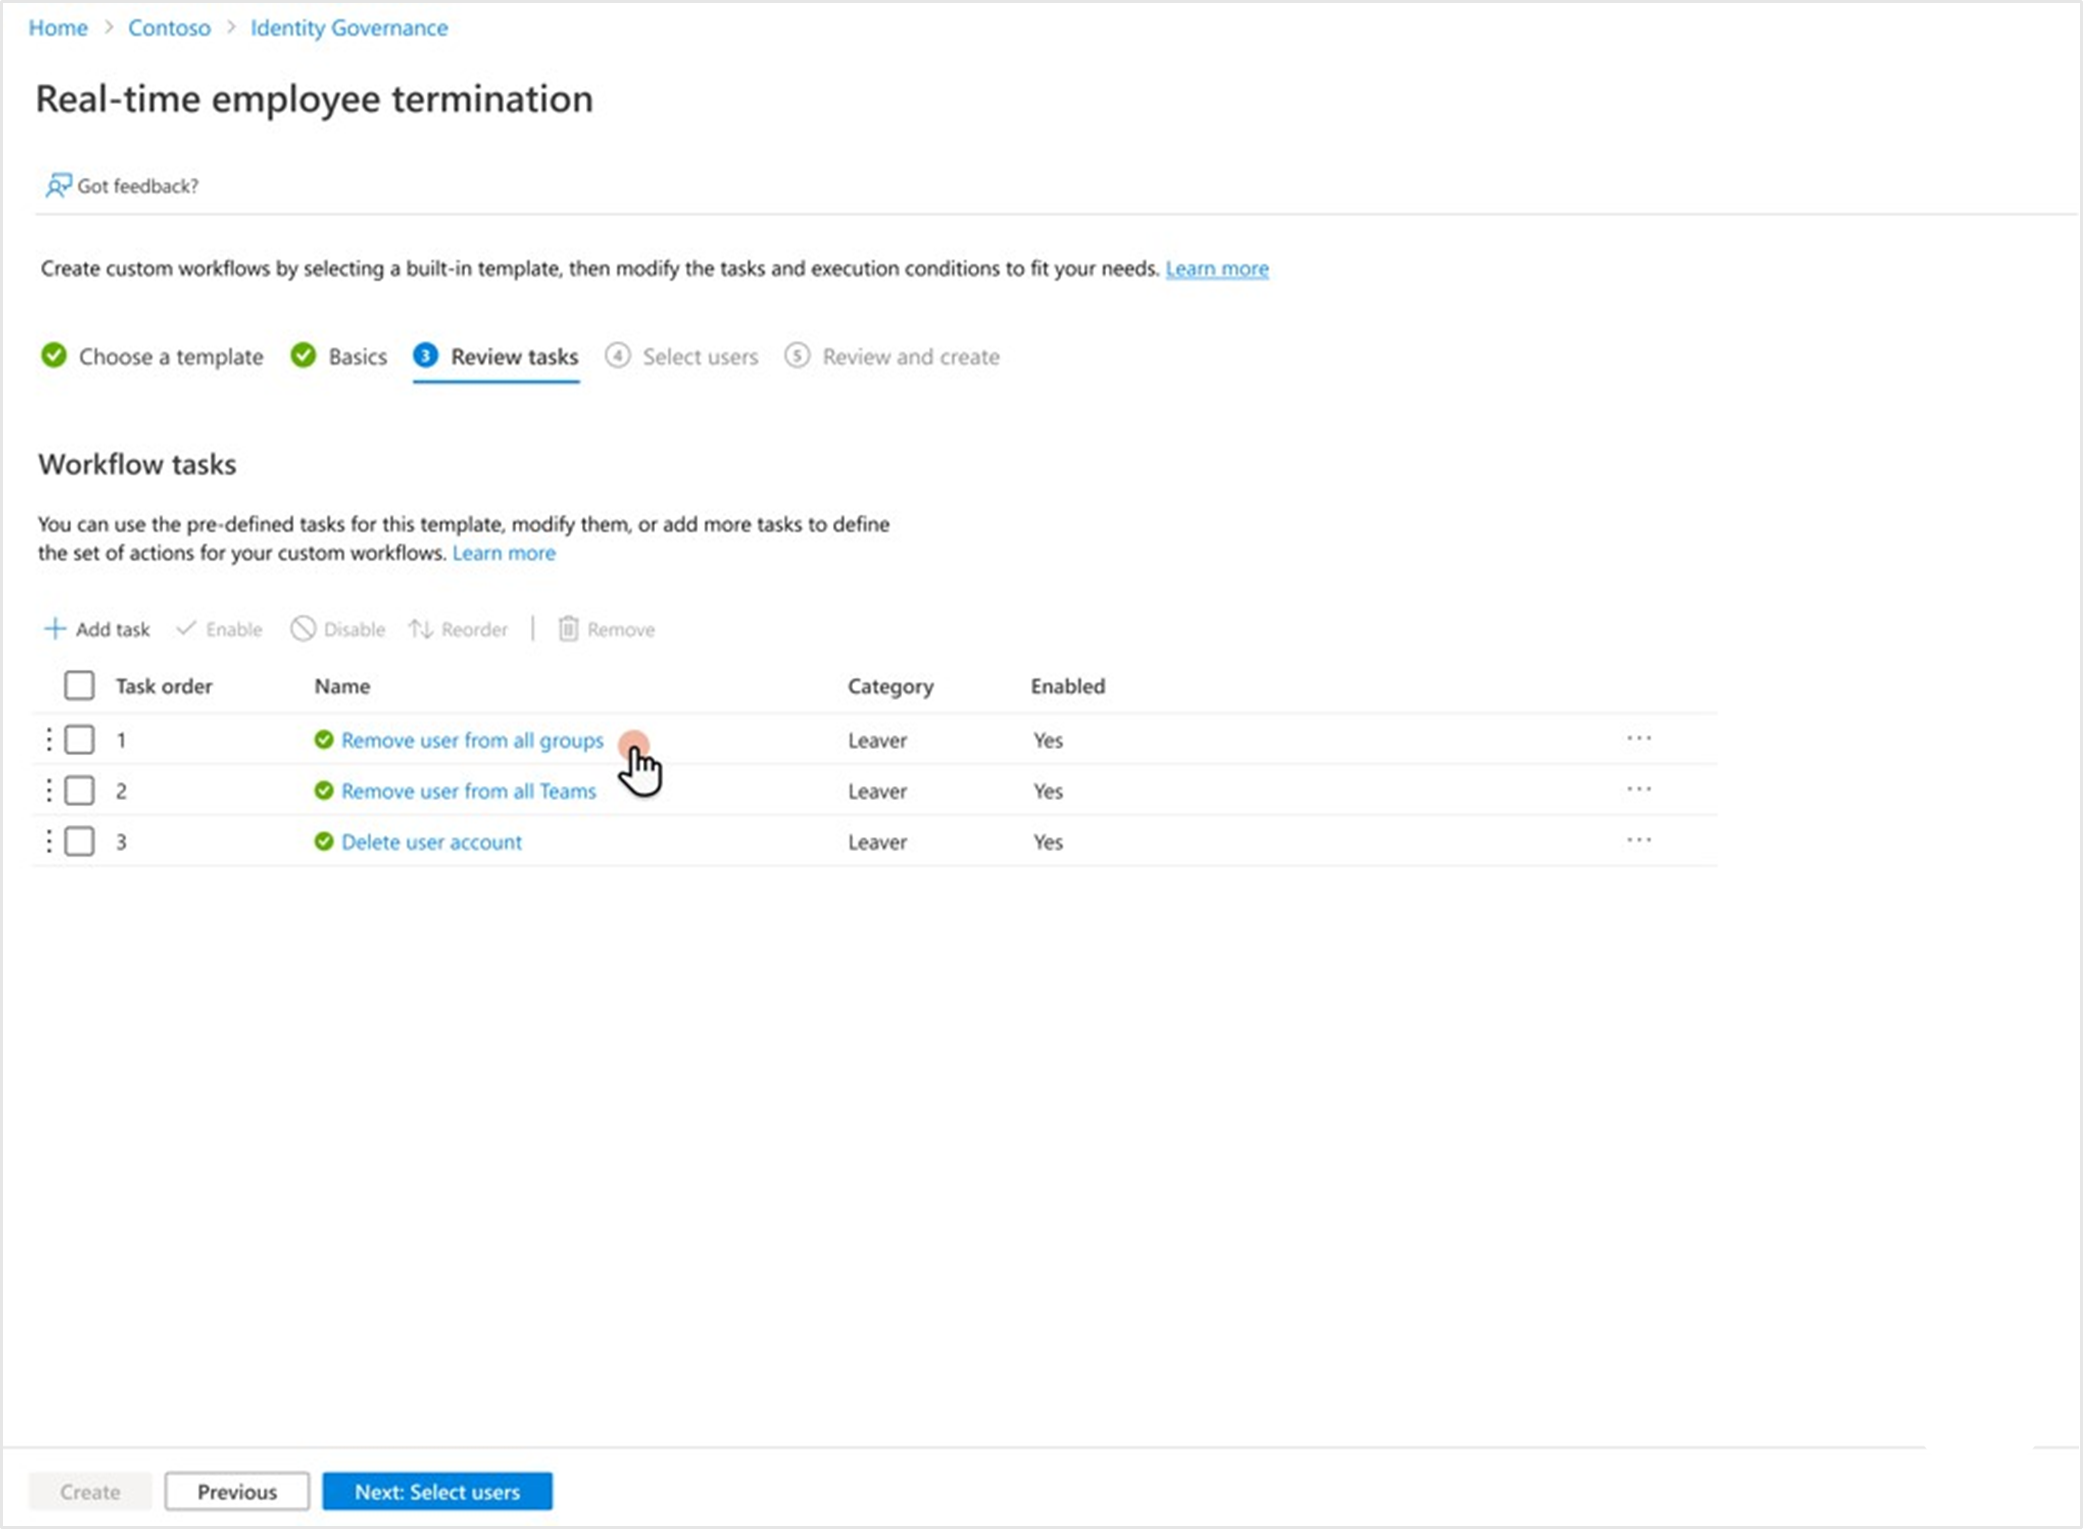 Home > Contoso > Identity Governance
Real-time employee termination
Got feedback?
Create custom workflows by selecting a built-in template, then modify the tasks and execution conditions to fit your needs. Learn more
Choose a template Basics 3 Review tasks 4 Select users 5 Review and create
Workflow tasks
You can use the pre-defined tasks for this template, modify them, or add more tasks to define
the set of actions for your custom workflows. Learn more
Add task Enable Disable Reorder | Remove
Task order Name Category Enabled
1 Remove user from all groups Leaver Yes ...
2 Remove user from all Teams Leaver Yes ...
3 Delete user account Leaver Yes ...
Create Previous Next: Select users